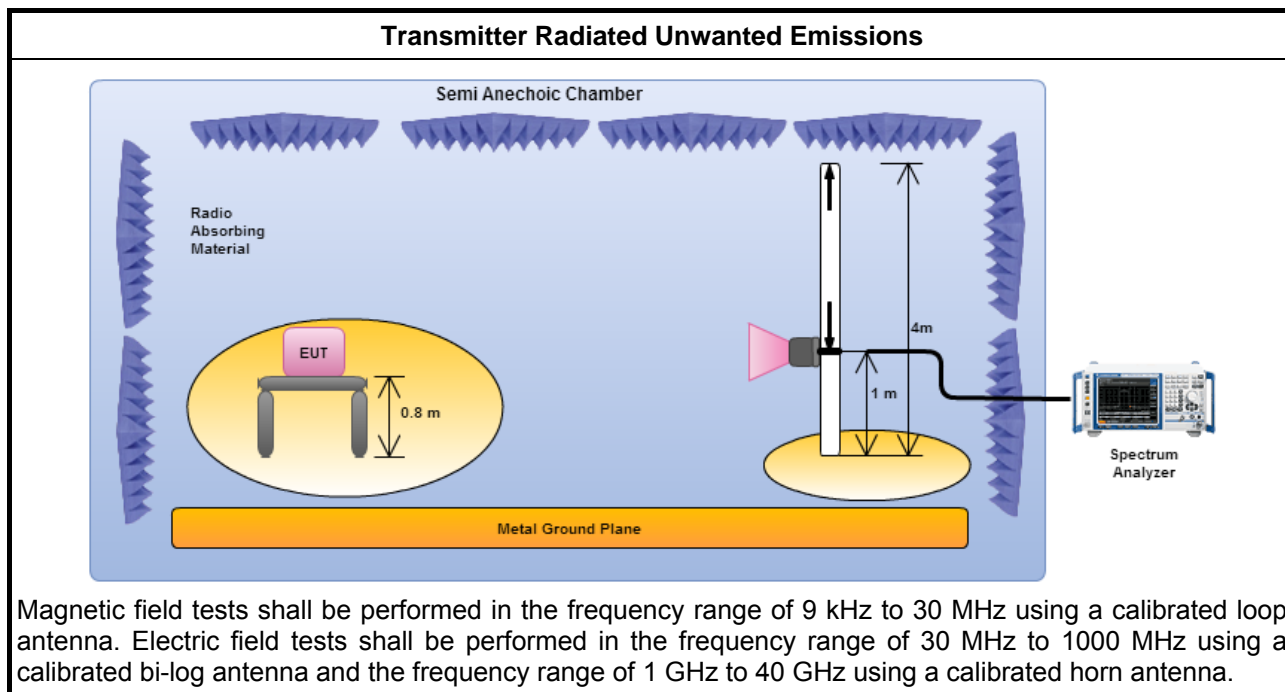 Transmitter Radiated Unwanted Emissions
Semi Anechoic Chamber
Radio
Absorbing
Material
EUT
0.8 m
4m
1 m
Spectrum
Analyzer
Metal Ground Plane
Magnetic field tests shall be performed in the frequency range of 9 kHz to 30 MHz using a calibrated loop
antenna. Electric field tests shall be performed in the frequency range of 30 MHz to 1000 MHz using a
calibrated bi-log antenna and the frequency range of 1 GHz to 40 GHz using a calibrated horn antenna.